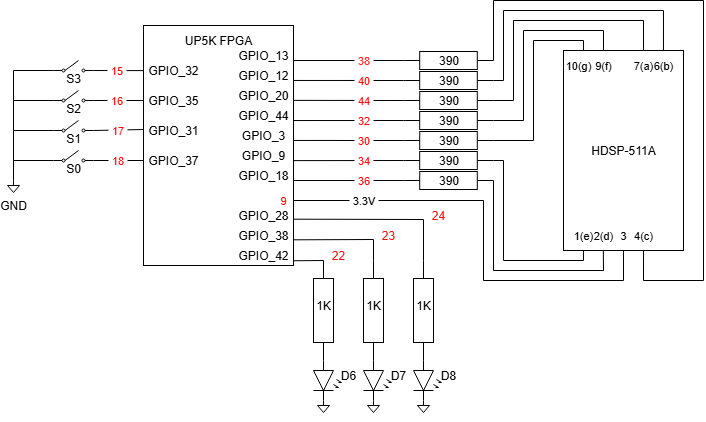 UP5K FPGA
GPIO_13 38 390
GPIO_12 40 390
GPIO_20 44 390
GPIO_44 32 390
GPIO_3 30 390
GPIO_9 34 390
GPIO_18 36 390
9 3.3V
GPIO_28 24
GPIO_38 23
GPIO_42 22
S3 15 GPIO_32
S2 16 GPIO_35
S1 17 GPIO_31
S0 18 GPIO_37
GND
10(g) 9(f) 7(a) 6(b)
HDSP-511A
1(e) 2(d) 3 4(c)
1K 1K 1K
D6 D7 D8